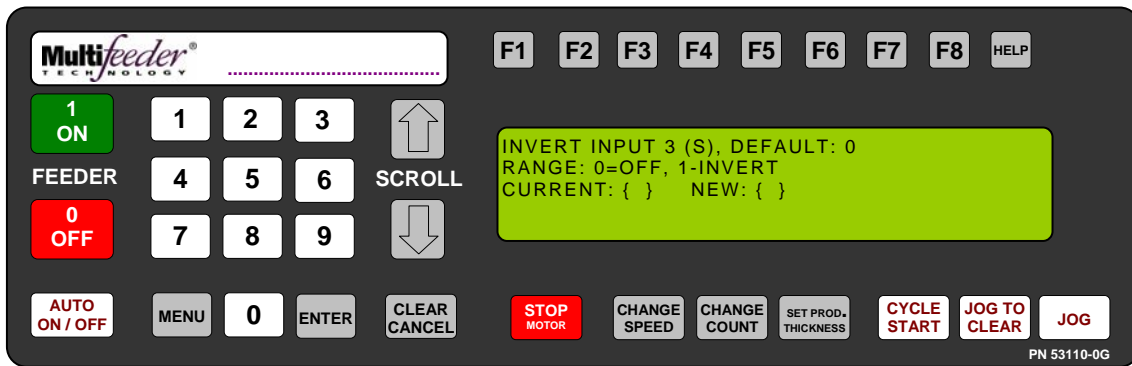 Multifeeder®
TECHNOLOGY
F1 F2 F3 F4 F5 F6 F7 F8 HELP
1
ON
FEEDER
0
OFF
1 2 3
4 5 6
7 8 9
SCROLL
INVERT INPUT 3 (S), DEFAULT: 0
RANGE: 0=OFF, 1-INVERT
CURRENT: { } NEW: { }
AUTO
ON / OFF
MENU
0
ENTER
CLEAR
CANCEL
STOP
MOTOR
CHANGE
SPEED
CHANGE
COUNT
SET PROD.
THICKNESS
CYCLE
START
JOG TO
CLEAR
JOG
PN 53110-0G